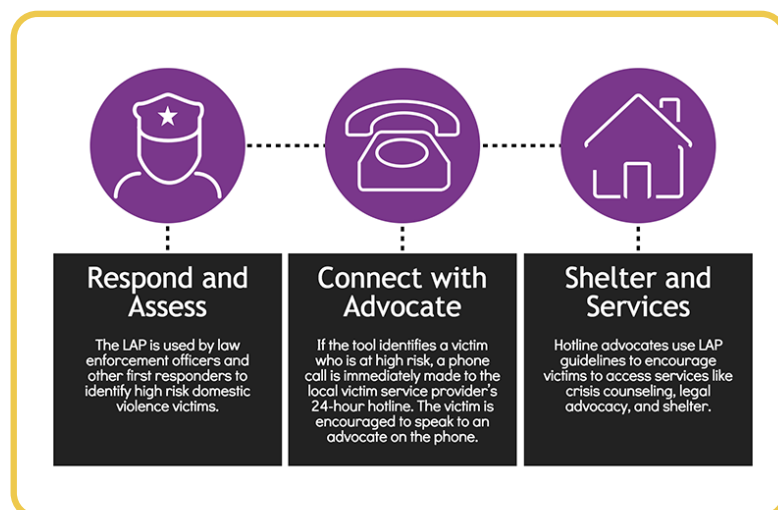 Respond and
Assess
The LAP is used by law
enforcement officers and
other first responders to
identify high risk domestic
violence victims.
Connect with
Advocate
If the tool identifies a victim
who is at high risk, a phone
call is immediately made to the
local victim service provider's
24-hour hotline. The victim is
encouraged to speak to an
advocate on the phone.
Shelter and
Services
Hotline advocates use LAP
guidelines to encourage
victims to access services like
crisis counseling, legal
advocacy, and shelter.